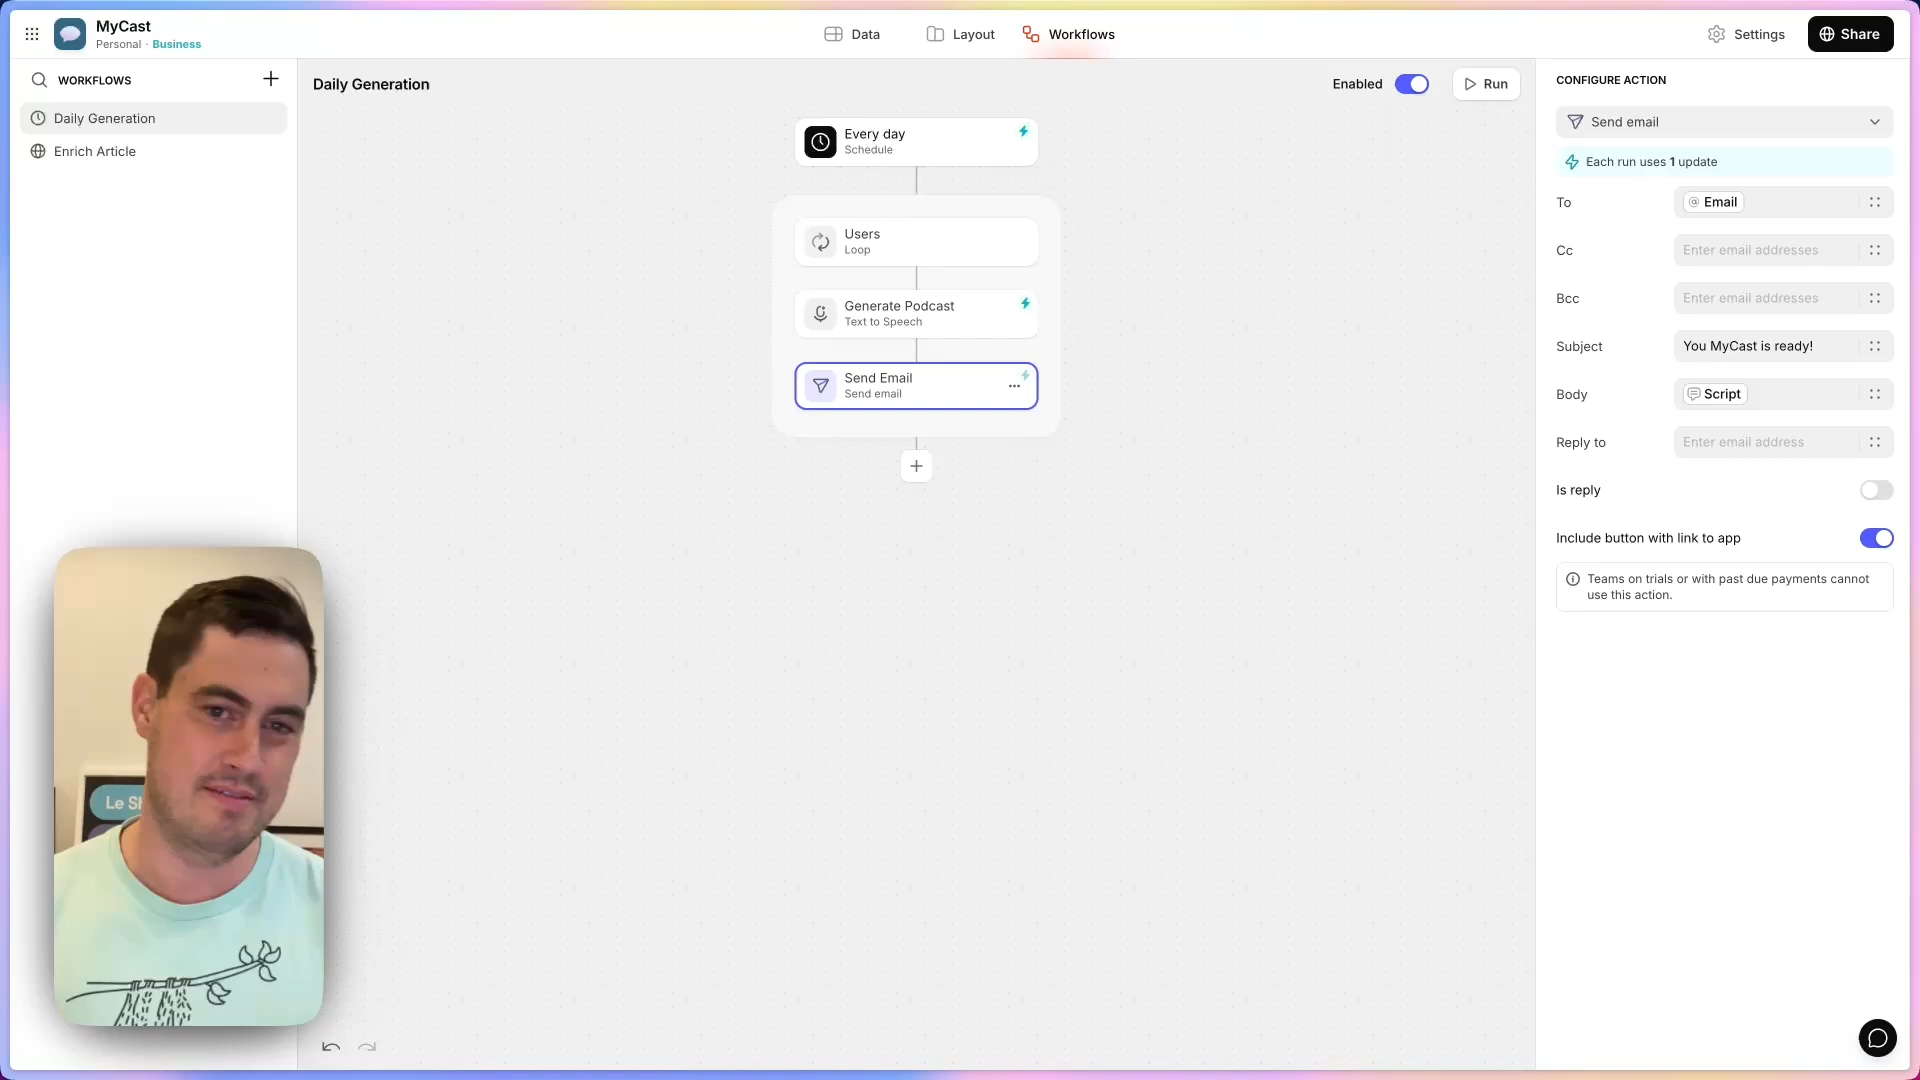 MyCast
Personal · Business
Data
Layout
Workflows
Settings
Share
WORKFLOWS
Daily Generation
Enrich Article
Daily Generation
Enabled
Run
Every day
Schedule
Users
Loop
Generate Podcast
Text to Speech
Send Email
Send email
CONFIGURE ACTION
Send email
Each run uses 1 update
To
Email
Cc
Enter email addresses
Bcc
Enter email addresses
Subject
You MyCast is ready!
Body
Script
Reply to
Enter email address
Is reply
Include button with link to app
Teams on trials or with past due payments cannot
use this action.
Le